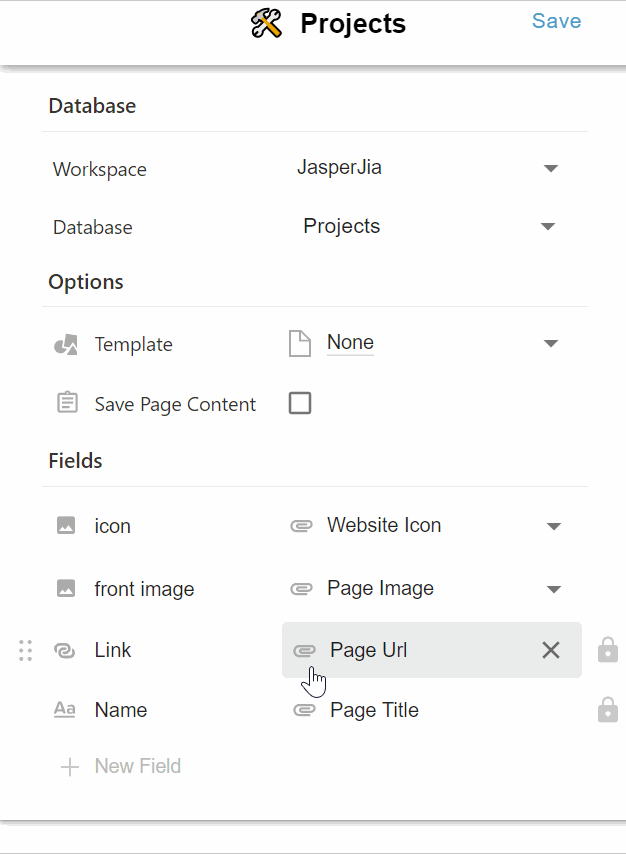 Projects Save
Database
Workspace JasperJia
Database Projects
Options
Template None
Save Page Content
Fields
icon Website Icon
front image Page Image
Link Page Url
Aa Name Page Title
New Field